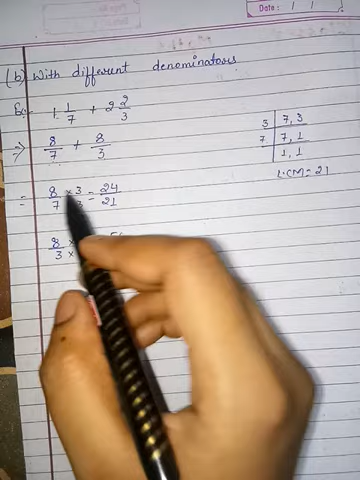 Date: / /
(b) With different denominators
Ex:- 1 1/7 + 2 2/3
⇒ 8/7 + 8/3
3 | 7, 3
7 | 7, 1
1, 1
L.CM = 21
= 8/7 × 3 = 24/21
8/3 ×